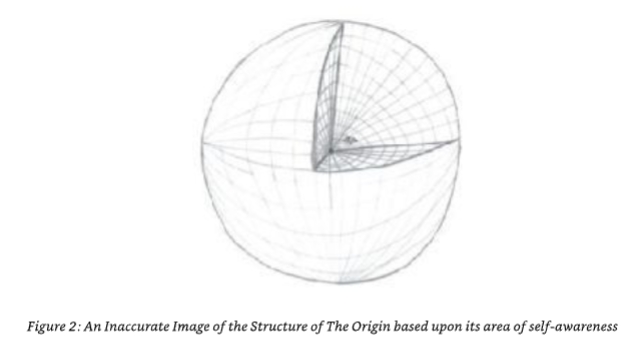 Figure 2: An Inaccurate Image of the Structure of The Origin based upon its area of self-awareness